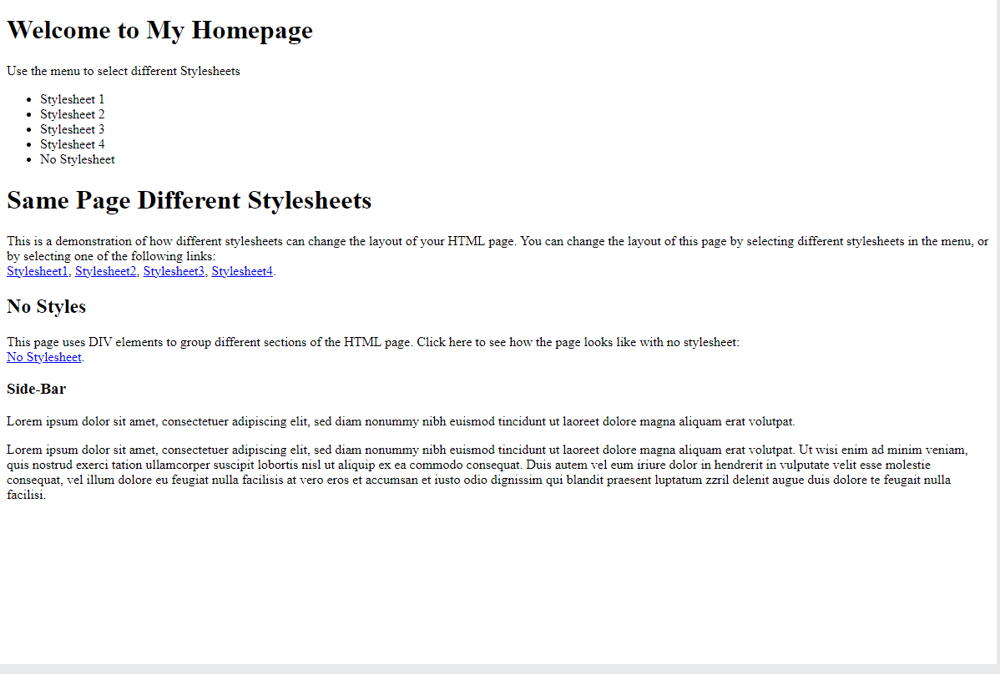 Welcome to My Homepage
Use the menu to select different Stylesheets
Stylesheet 1
Stylesheet 2
Stylesheet 3
Stylesheet 4
No Stylesheet
Same Page Different Stylesheets
This is a demonstration of how different stylesheets can change the layout of your HTML page. You can change the layout of this page by selecting different stylesheets in the menu, or
by selecting one of the following links:
Stylesheet1, Stylesheet2, Stylesheet3, Stylesheet4.
No Styles
This page uses DIV elements to group different sections of the HTML page. Click here to see how the page looks like with no stylesheet:
No Stylesheet.
Side-Bar
Lorem ipsum dolor sit amet, consectetuer adipiscing elit, sed diam nonummy nibh euismod tincidunt ut laoreet dolore magna aliquam erat volutpat.
Lorem ipsum dolor sit amet, consectetuer adipiscing elit, sed diam nonummy nibh euismod tincidunt ut laoreet dolore magna aliquam erat volutpat. Ut wisi enim ad minim veniam,
quis nostrud exerci tation ullamcorper suscipit lobortis nisl ut aliquip ex ea commodo consequat. Duis autem vel eum iriure dolor in hendrerit in vulputate velit esse molestie
consequat, vel illum dolore eu feugiat nulla facilisis at vero eros et accumsan et iusto odio dignissim qui blandit praesent luptatum zzril delenit augue duis dolore te feugait nulla
facilisi.